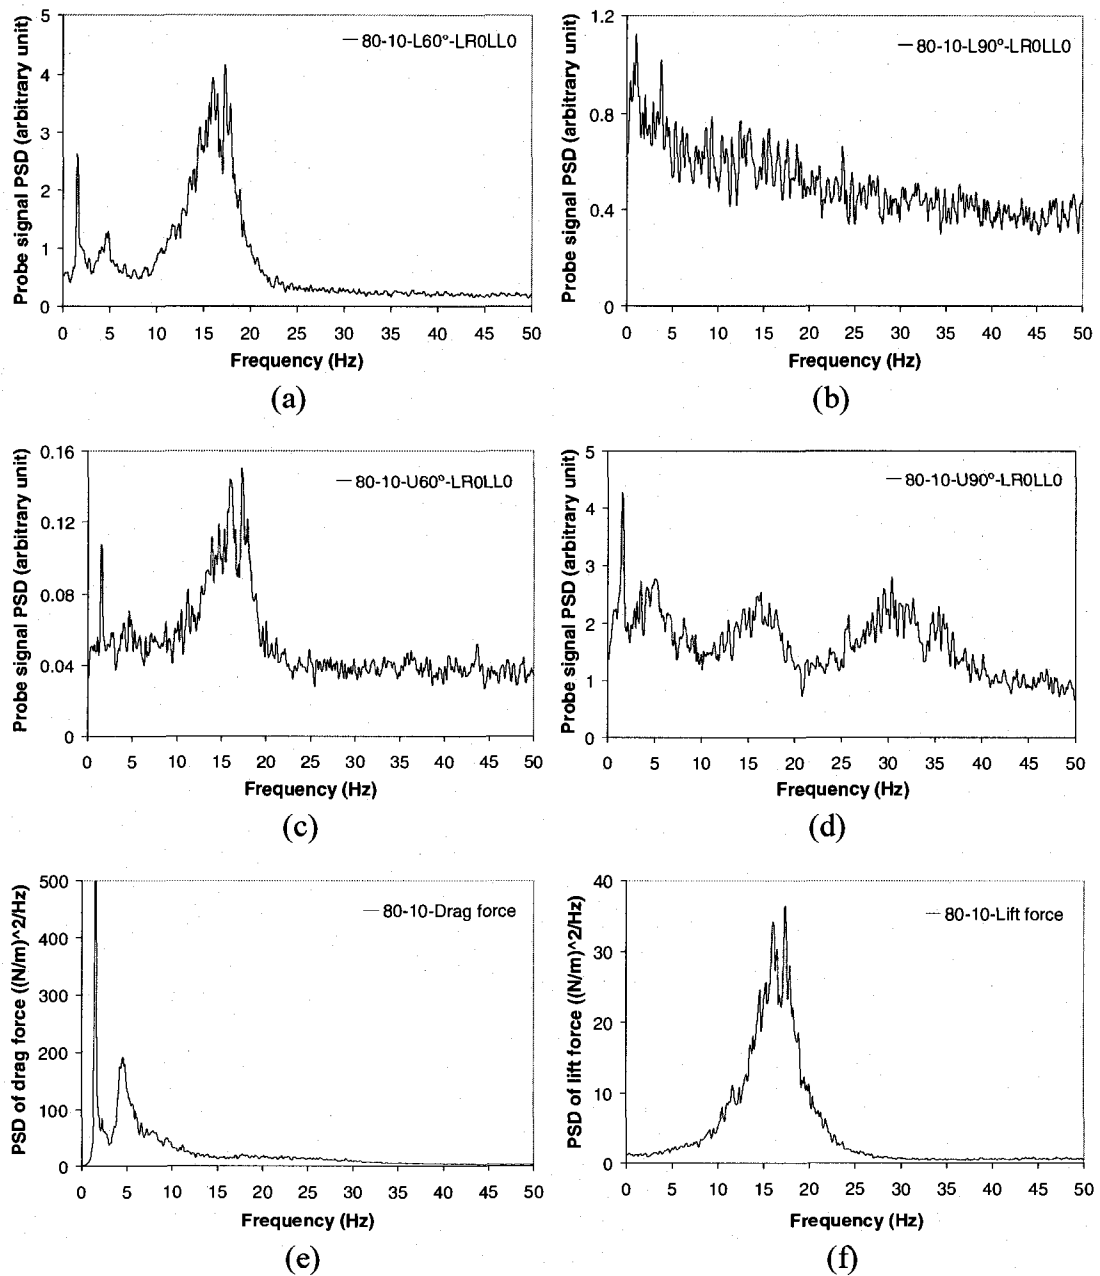 Probe signal PSD (arbitrary unit)
5
4
3
2
1
0
80-10-L60°-LR0LL0
0 5 10 15 20 25 30 35 40 45 50
Frequency (Hz)
(a)
Probe signal PSD (arbitrary unit)
1.2
0.8
0.4
0
80-10-L90°-LR0LL0
0 5 10 15 20 25 30 35 40 45 50
Frequency (Hz)
(b)
Probe signal PSD (arbitrary unit)
0.16
0.12
0.08
0.04
0
80-10-U60°-LR0LL0
0 5 10 15 20 25 30 35 40 45 50
Frequency (Hz)
(c)
Probe signal PSD (arbitrary unit)
5
4
3
2
1
0
80-10-U90°-LR0LL0
0 5 10 15 20 25 30 35 40 45 50
Frequency (Hz)
(d)
PSD of drag force ((N/m)^2/Hz)
500
400
300
200
100
0
80-10-Drag force
0 5 10 15 20 25 30 35 40 45 50
Frequency (Hz)
(e)
PSD of lift force ((N/m)^2/Hz)
40
30
20
10
0
80-10-Lift force
0 5 10 15 20 25 30 35 40 45 50
Frequency (Hz)
(f)